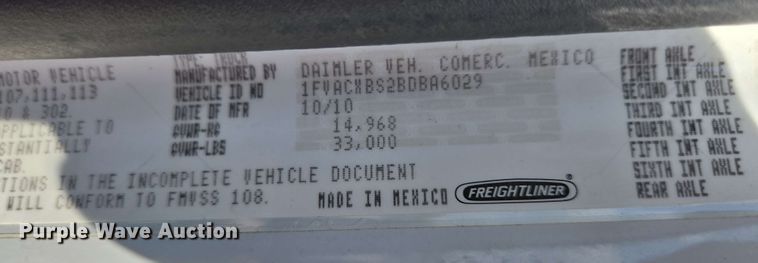 TYPE: TRUCK
MOTOR VEHICLE MANUFACTURED BY DAIMLER VEH. COMERC. MEXICO FRONT AXLE
107,111,113 VEHICLE ID NO 1FVACXBS2BDBA6029 FIRST INT AXLE
0 & 302. DATE OF MFR 10/10 SECOND INT AXLE
APPLICABLE TO GVWR-KG 14,968 THIRD INT AXLE
STANTIALLY GVWR-LBS 33,000 FOURTH INT AXLE
CAB. FIFTH INT AXLE
TIONS IN THE INCOMPLETE VEHICLE DOCUMENT SIXTH INT AXLE
WILL CONFORM TO FMVSS 108. MADE IN MEXICO FREIGHTLINER ® REAR AXLE
Purple Wave Auction